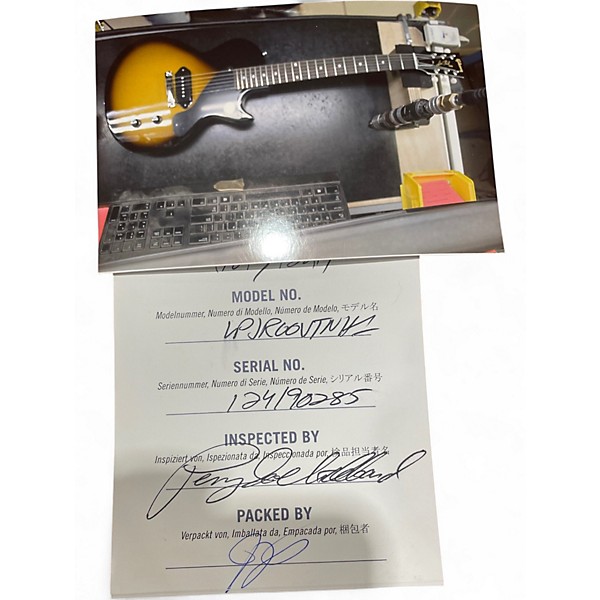 MODEL NO.
Modelnummer, Numero di Modello, Número de Modelo, モデル名
LPJR00VTNH1
SERIAL NO.
Seriennummer, Numero di Serie, Número de Serie, シリアル番号
124190285
INSPECTED BY
Inspiziert von, Ispezionata da, Inspeccionada por, 検品担当者名
PACKED BY
Verpackt von, Imballata da, Empacada por, 梱包者